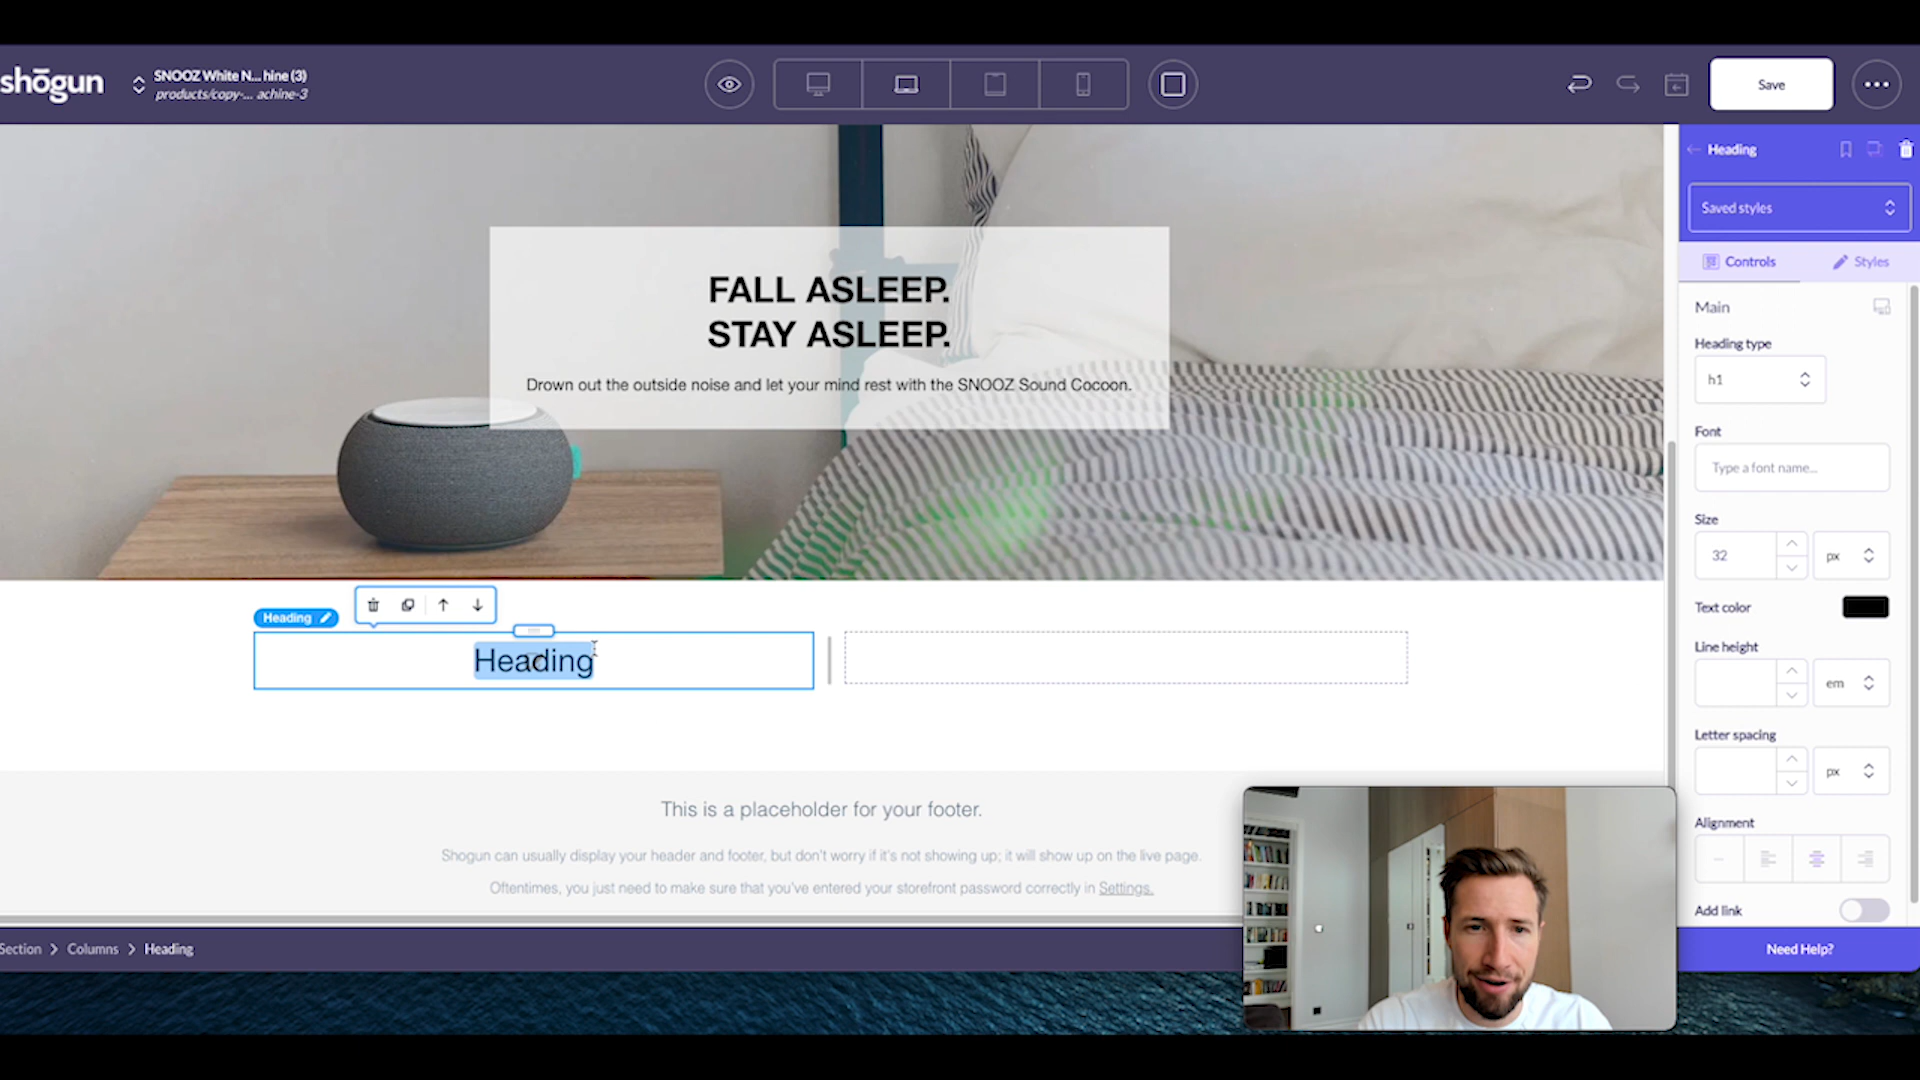 shōgun
SNOOZ White N... hine (3)
products/copy-... achine-3
Save
Heading
Saved styles
Controls
Styles
FALL ASLEEP.
STAY ASLEEP.
Drown out the outside noise and let your mind rest with the SNOOZ Sound Cocoon.
Main
Heading type
h1
Font
Type a font name...
Size
32
px
Text color
Line height
em
Letter spacing
px
Alignment
Add link
Heading
Heading
This is a placeholder for your footer.
Shogun can usually display your header and footer, but don't worry if it's not showing up; it will show up on the live page.
Oftentimes, you just need to make sure that you've entered your storefront password correctly in Settings.
Section > Columns > Heading
Need Help?